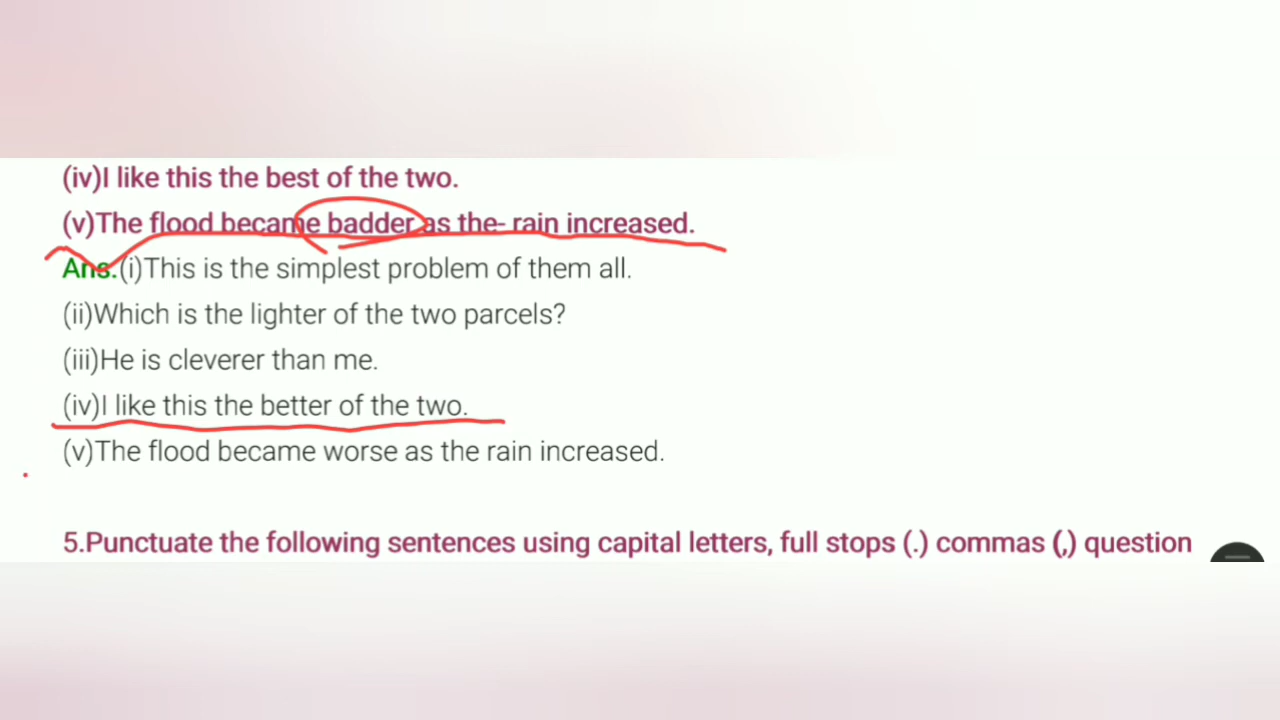 (iv)I like this the best of the two.
(v)The flood became badder as the- rain increased.
Ans.(i)This is the simplest problem of them all.
(ii)Which is the lighter of the two parcels?
(iii)He is cleverer than me.
(iv)I like this the better of the two.
(v)The flood became worse as the rain increased.
5.Punctuate the following sentences using capital letters, full stops (.) commas (,) question